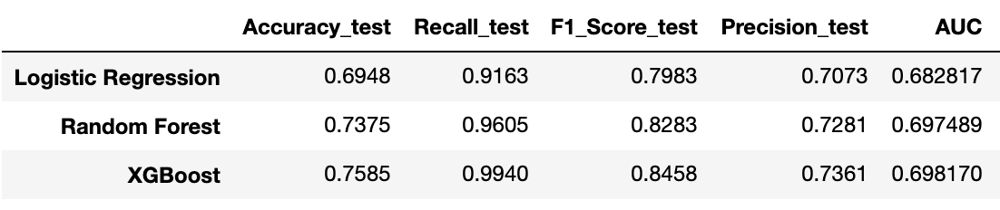 Accuracy_test Recall_test F1_Score_test Precision_test AUC
Logistic Regression 0.6948 0.9163 0.7983 0.7073 0.682817
Random Forest 0.7375 0.9605 0.8283 0.7281 0.697489
XGBoost 0.7585 0.9940 0.8458 0.7361 0.698170